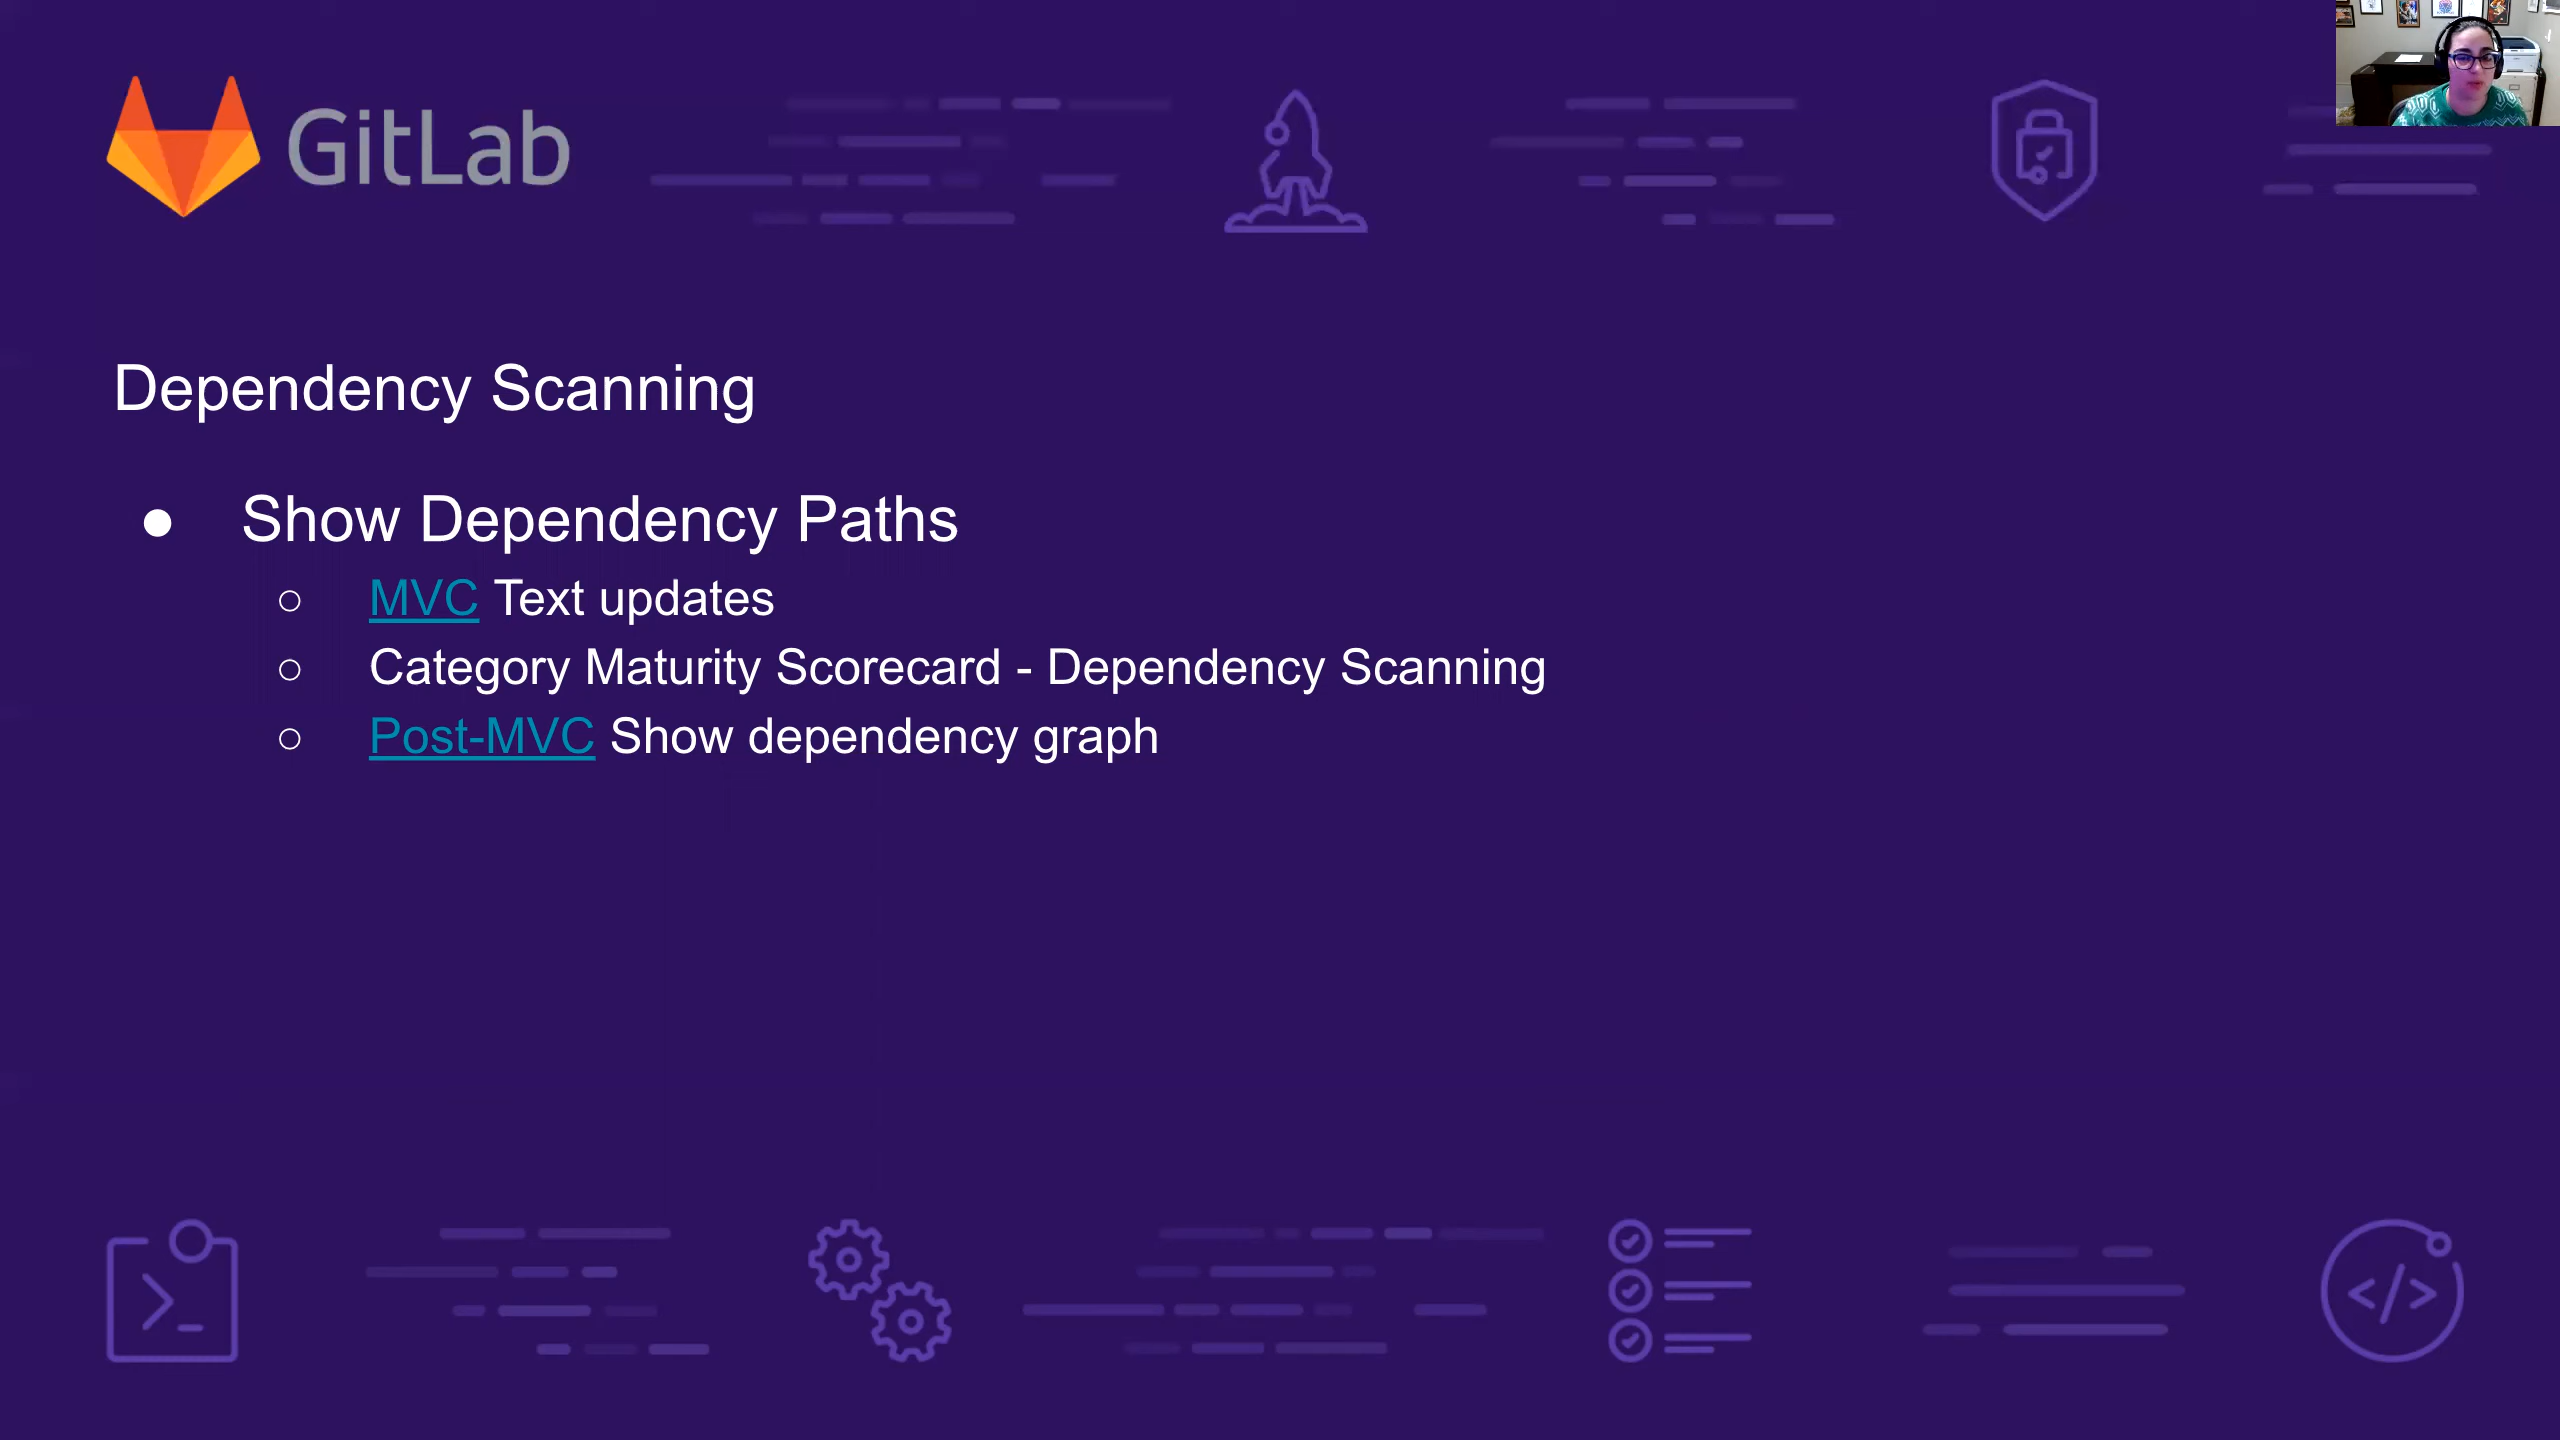 GitLab
Dependency Scanning
● Show Dependency Paths
○ MVC Text updates
○ Category Maturity Scorecard - Dependency Scanning
○ Post-MVC Show dependency graph